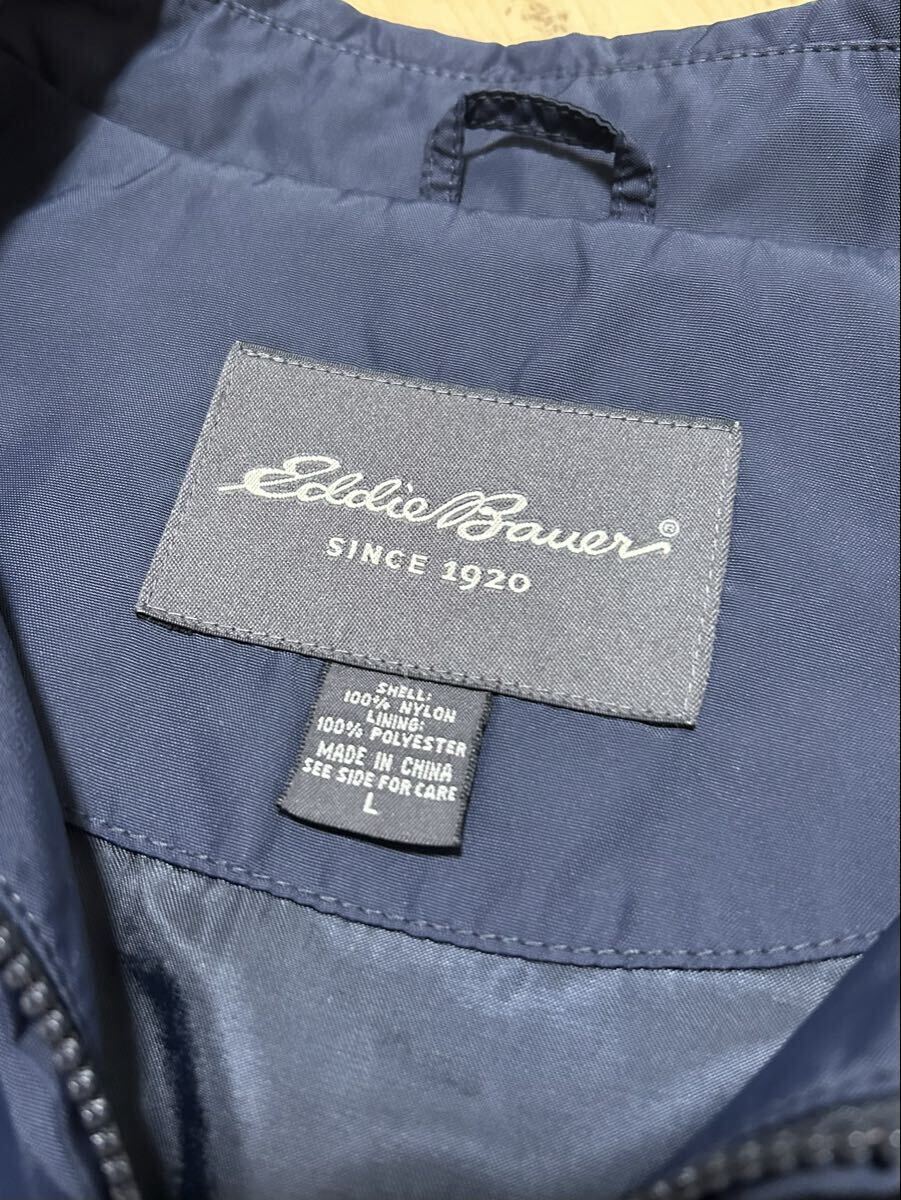 Eddie Bauer®
SINCE 1920
SHELL:
100% NYLON
LINING:
100% POLYESTER
MADE IN CHINA
SEE SIDE FOR CARE
L